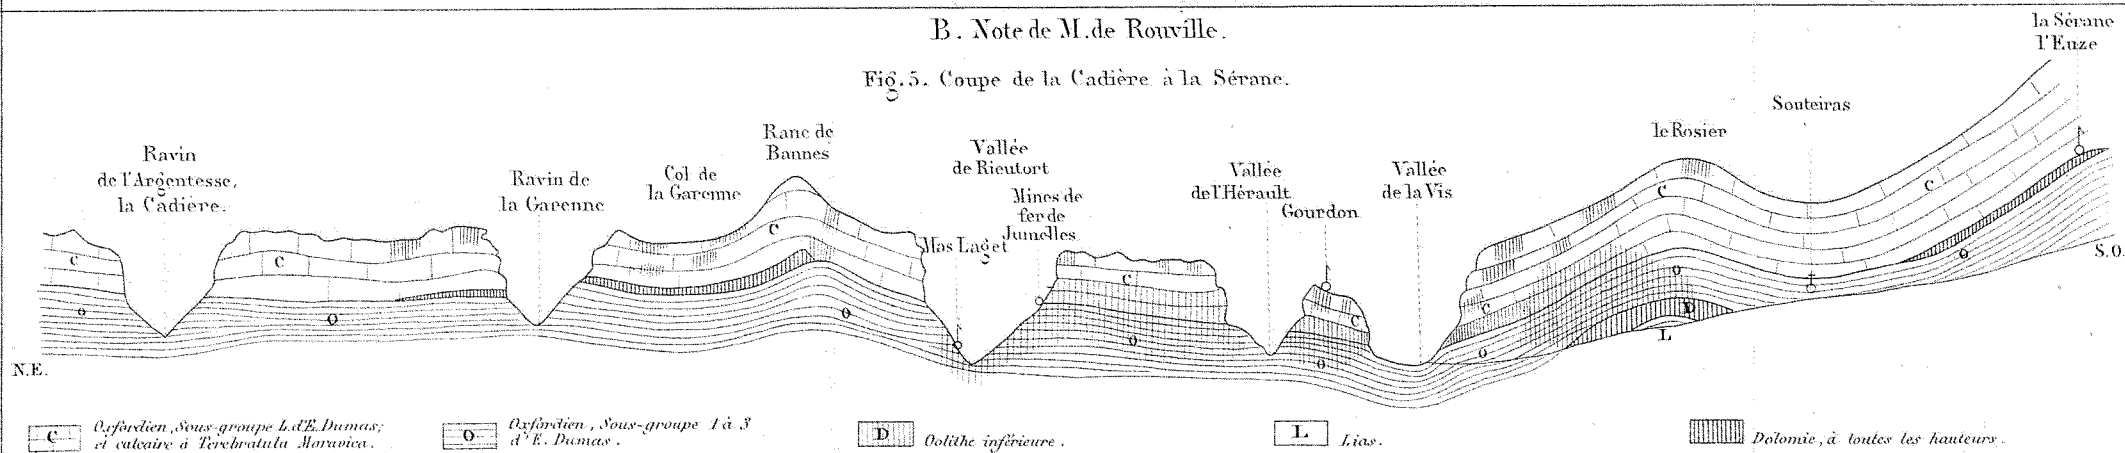 B. Note de M. de Rouville.
Fig. 5. Coupe de la Cadière à la Sérane.
Ravin
de l'Argentesse,
la Cadière.
Ravin de
la Garenne
Col de
la Garenne
Ranc de
Bannes
Mas Laget
Vallée
de Rieutort
Mines de
fer de
Jumelles
Vallée
de l'Hérault
Gourdon
Vallée
de la Vis
le Rosier
Souteiras
la Sérane
l'Euze
C
C
C
C
C
C
C
C
O
O
O
O
O
O
O
O
D
L
N.E.
S.O.
C Oxfordien, Sous-groupe 4. d'E. Dumas;
et calcaire à Terebratula Moravica.
O Oxfordien, Sous-groupe 1 à 3
d'E. Dumas.
D Oolithe inférieure.
L Lias.
Dolomie, à toutes les hauteurs.